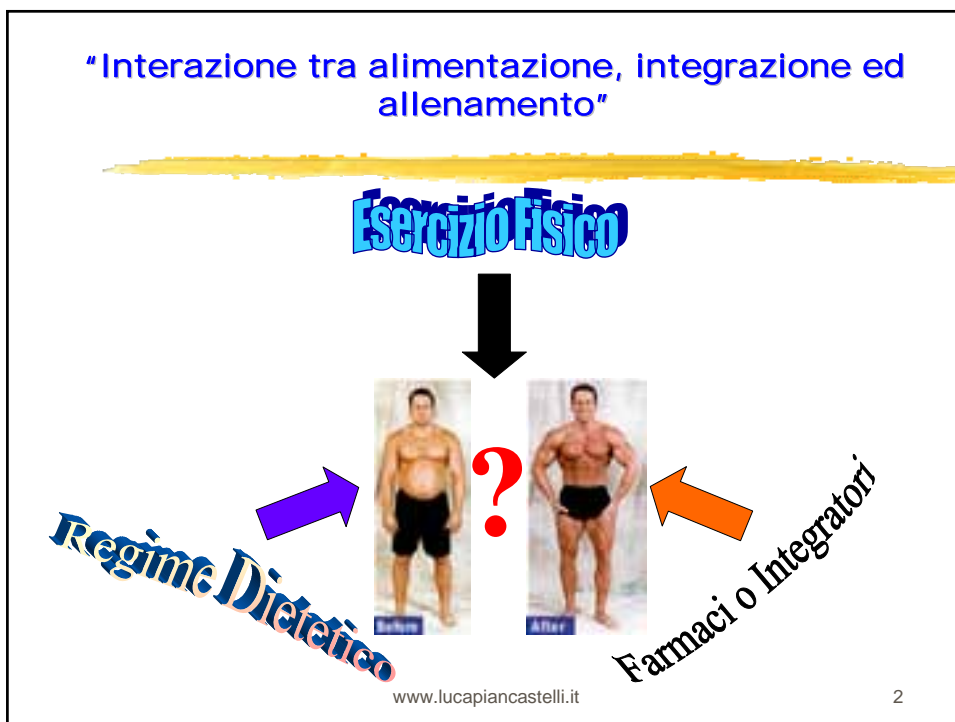 “Interazione tra alimentazione, integrazione ed
allenamento”
Esercizio Fisico
?
Regime Dietetico
Farmaci o Integratori
Before
After
www.lucapiancastelli.it
2